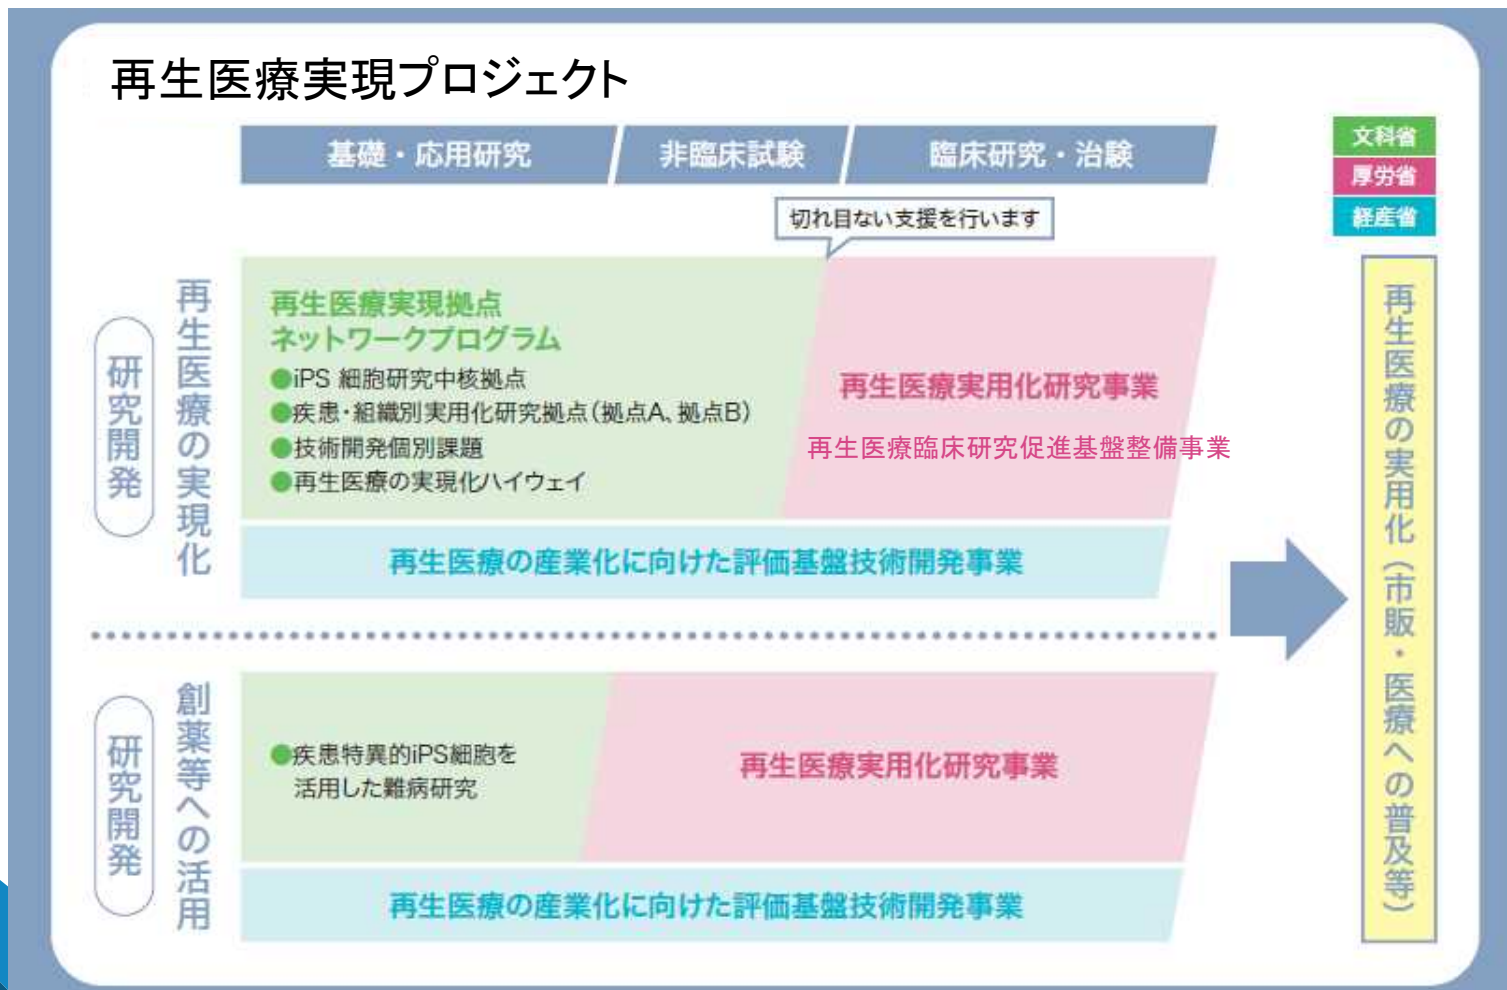 再生医療実現プロジェクト
基礎・応用研究
非臨床試験
臨床研究・治験
文科省
厚労省
経産省
切れ目ない支援を行います
研究開発
再生医療の実現化
再生医療実現拠点
ネットワークプログラム
●iPS 細胞研究中核拠点
●疾患・組織別実用化研究拠点（拠点A、拠点B）
●技術開発個別課題
●再生医療の実現化ハイウェイ
再生医療実用化研究事業
再生医療臨床研究促進基盤整備事業
再生医療の産業化に向けた評価基盤技術開発事業
研究開発
創薬等への活用
●疾患特異的iPS細胞を
活用した難病研究
再生医療実用化研究事業
再生医療の産業化に向けた評価基盤技術開発事業
再生医療の実用化（市販・医療への普及等）